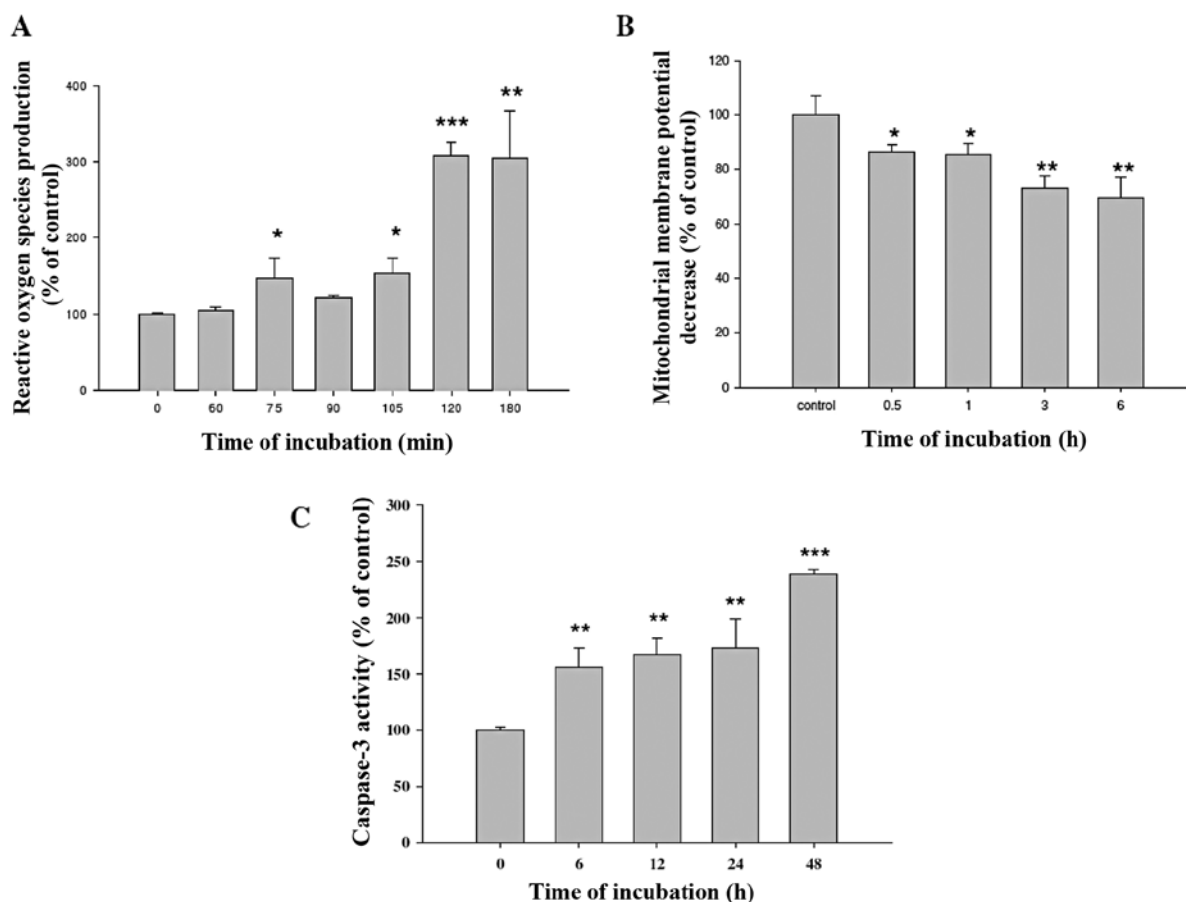 A
Reactive oxygen species production
(% of control)
400
300
200
100
0
*
*
***
**
0 60 75 90 105 120 180
Time of incubation (min)
B
Mitochondrial membrane potential
decrease (% of control)
120
100
80
60
40
20
0
*
*
**
**
control 0.5 1 3 6
Time of incubation (h)
C
Caspase-3 activity (% of control)
300
250
200
150
100
50
0
**
**
**
***
0 6 12 24 48
Time of incubation (h)